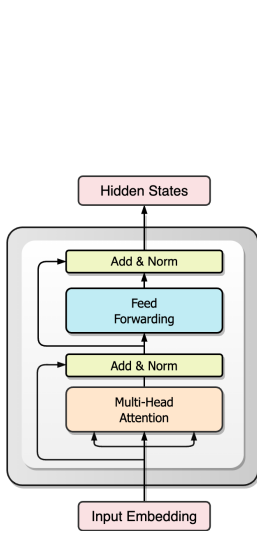 Hidden States
Add & Norm
Feed
Forwarding
Add & Norm
Multi-Head
Attention
Input Embedding